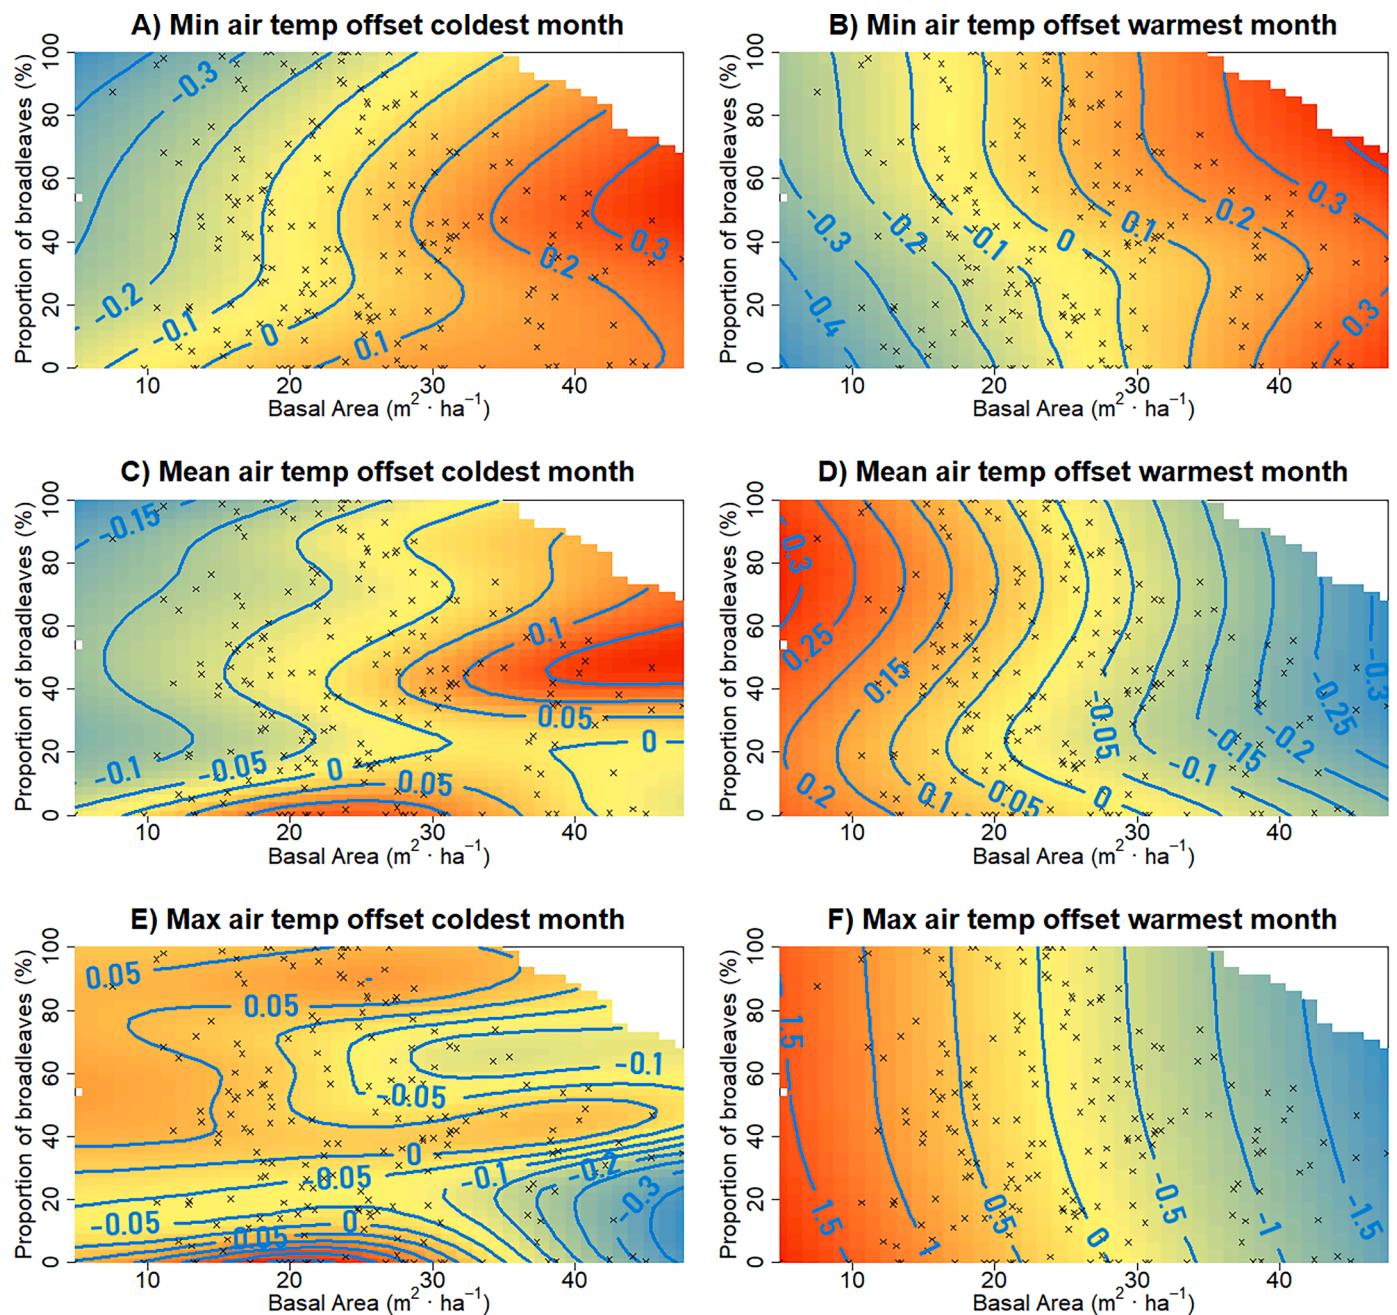 A) Min air temp offset coldest month
Proportion of broadleaves (%)
0 20 40 60 80 100
-0.3
-0.2
-0.1
0
0.1
0.2
0.3
10 20 30 40
Basal Area (m² · ha⁻¹)
B) Min air temp offset warmest month
Proportion of broadleaves (%)
0 20 40 60 80 100
-0.4
-0.3
-0.2
-0.1
0
0.1
0.2
0.3
0.3
10 20 30 40
Basal Area (m² · ha⁻¹)
C) Mean air temp offset coldest month
Proportion of broadleaves (%)
0 20 40 60 80 100
-0.15
-0.1
-0.05
0
0.05
0.1
0.05
0
10 20 30 40
Basal Area (m² · ha⁻¹)
D) Mean air temp offset warmest month
Proportion of broadleaves (%)
0 20 40 60 80 100
0.3
0.25
0.2
0.15
0.1
0.05
0
-0.05
-0.1
-0.15
-0.2
-0.25
-0.3
10 20 30 40
Basal Area (m² · ha⁻¹)
E) Max air temp offset coldest month
Proportion of broadleaves (%)
0 20 40 60 80 100
0.05
0.05
-0.1
-0.05
0
-0.05
-0.1
-0.2
-0.3
-0.05
0
0.05
10 20 30 40
Basal Area (m² · ha⁻¹)
F) Max air temp offset warmest month
Proportion of broadleaves (%)
0 20 40 60 80 100
1.5
1.5
1
0.5
0
-0.5
-1
-1.5
10 20 30 40
Basal Area (m² · ha⁻¹)